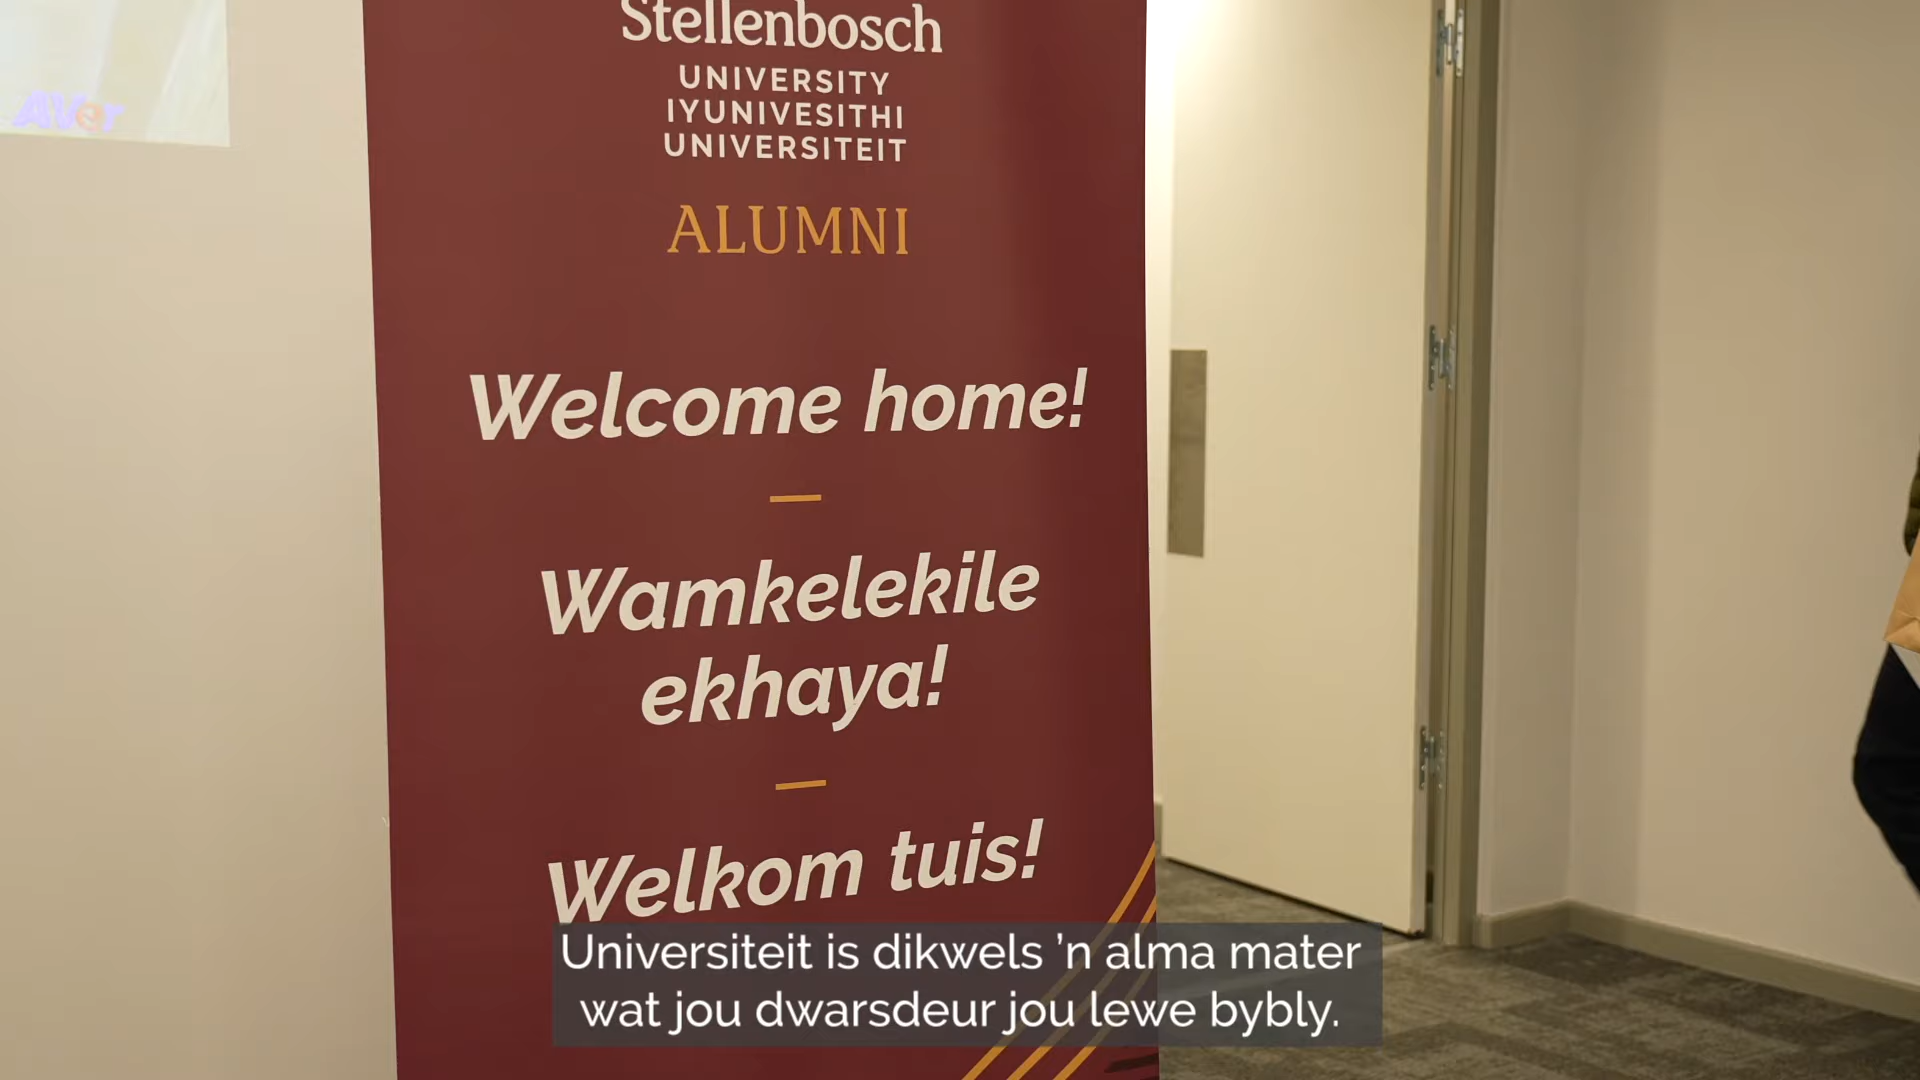 AVer
Stellenbosch
UNIVERSITY
IYUNIVESITHI
UNIVERSITEIT
ALUMNI
Welcome home!
Wamkelekile
ekhaya!
Welkom tuis!
Universiteit is dikwels ’n alma mater
wat jou dwarsdeur jou lewe bybly.